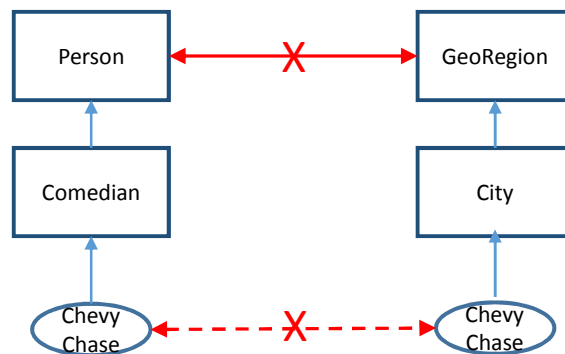 Person
X
GeoRegion
Comedian
City
Chevy
Chase
X
Chevy
Chase